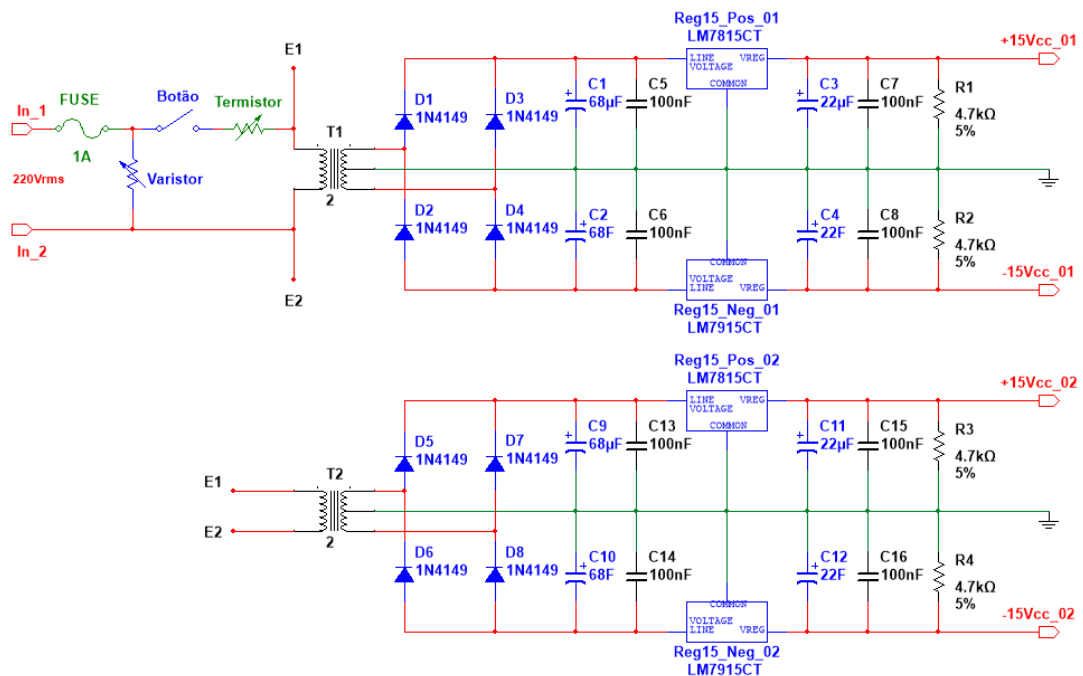 Reg15_Pos_01
LM7815CT
+15Vcc_01
E1
LINE VREG
VOLTAGE
COMMON
In_1
FUSE
1A
Botão
Termistor
220Vrms
Varistor
In_2
E2
T1
2
D1
1N4149
D3
1N4149
D2
1N4149
D4
1N4149
C1
68µF
C5
100nF
C3
22µF
C7
100nF
R1
4.7kΩ
5%
C2
68F
C6
100nF
C4
22F
C8
100nF
R2
4.7kΩ
5%
COMMON
VOLTAGE
LINE VREG
-15Vcc_01
Reg15_Neg_01
LM7915CT
Reg15_Pos_02
LM7815CT
+15Vcc_02
LINE VREG
VOLTAGE
COMMON
E1
E2
T2
2
D5
1N4149
D7
1N4149
D6
1N4149
D8
1N4149
C9
68µF
C13
100nF
C11
22µF
C15
100nF
R3
4.7kΩ
5%
C10
68F
C14
100nF
C12
22F
C16
100nF
R4
4.7kΩ
5%
COMMON
VOLTAGE
LINE VREG
-15Vcc_02
Reg15_Neg_02
LM7915CT